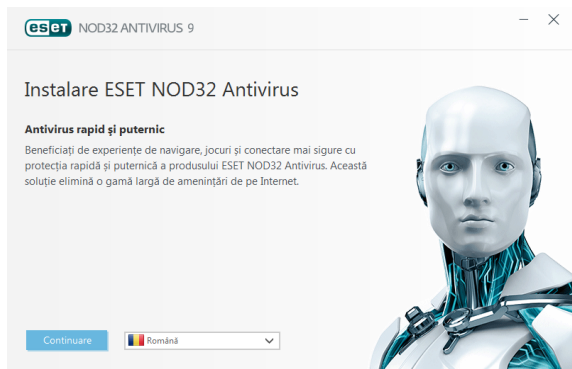 eseT NOD32 ANTIVIRUS 9
Instalare ESET NOD32 Antivirus
Antivirus rapid şi puternic
Beneficiați de experiențe de navigare, jocuri și conectare mai sigure cu
protecția rapidă și puternică a produsului ESET NOD32 Antivirus. Această
soluție elimină o gamă largă de amenințări de pe Internet.
Continuare
Română